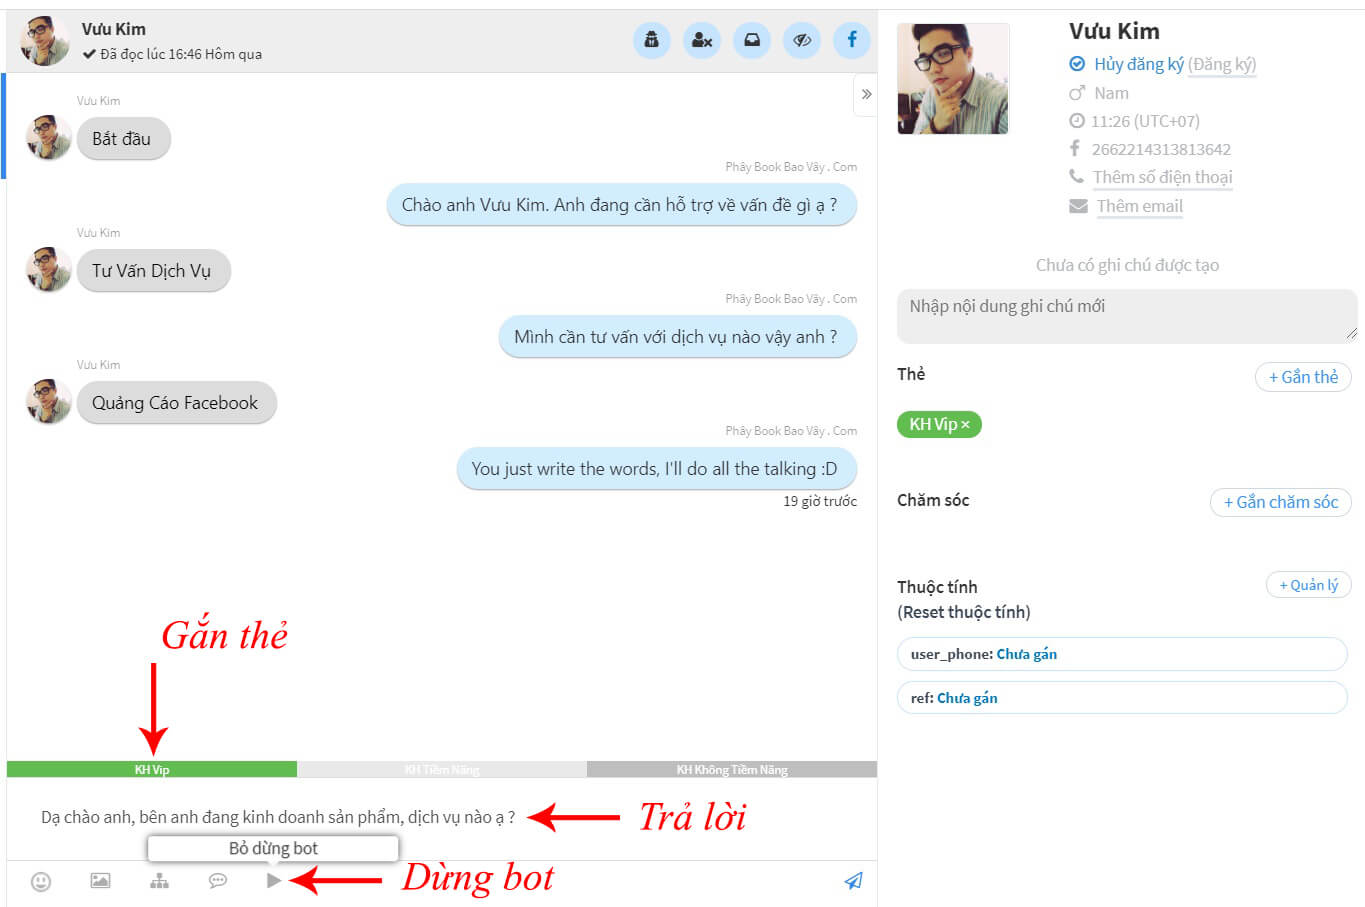 Vưu Kim
Đã đọc lúc 16:46 Hôm qua
Vưu Kim
Bắt đầu
Phây Book Bao Vây . Com
Chào anh Vưu Kim. Anh đang cần hỗ trợ về vấn đề gì ạ ?
Vưu Kim
Tư Vấn Dịch Vụ
Phây Book Bao Vây . Com
Mình cần tư vấn với dịch vụ nào vậy anh ?
Vưu Kim
Quảng Cáo Facebook
Phây Book Bao Vây . Com
You just write the words, I'll do all the talking :D
19 giờ trước
Gắn thẻ
KH Vip
KH Tiềm Năng
KH Không Tiềm Năng
Dạ chào anh, bên anh đang kinh doanh sản phẩm, dịch vụ nào ạ ?
Trả lời
Bỏ dừng bot
Dừng bot
Vưu Kim
Hủy đăng ký (Đăng ký)
Nam
11:26 (UTC+07)
2662214313813642
Thêm số điện thoại
Thêm email
Chưa có ghi chú được tạo
Nhập nội dung ghi chú mới
Thẻ
+ Gắn thẻ
KH Vip ×
Chăm sóc
+ Gắn chăm sóc
Thuộc tính
+ Quản lý
(Reset thuộc tính)
user_phone: Chưa gán
ref: Chưa gán